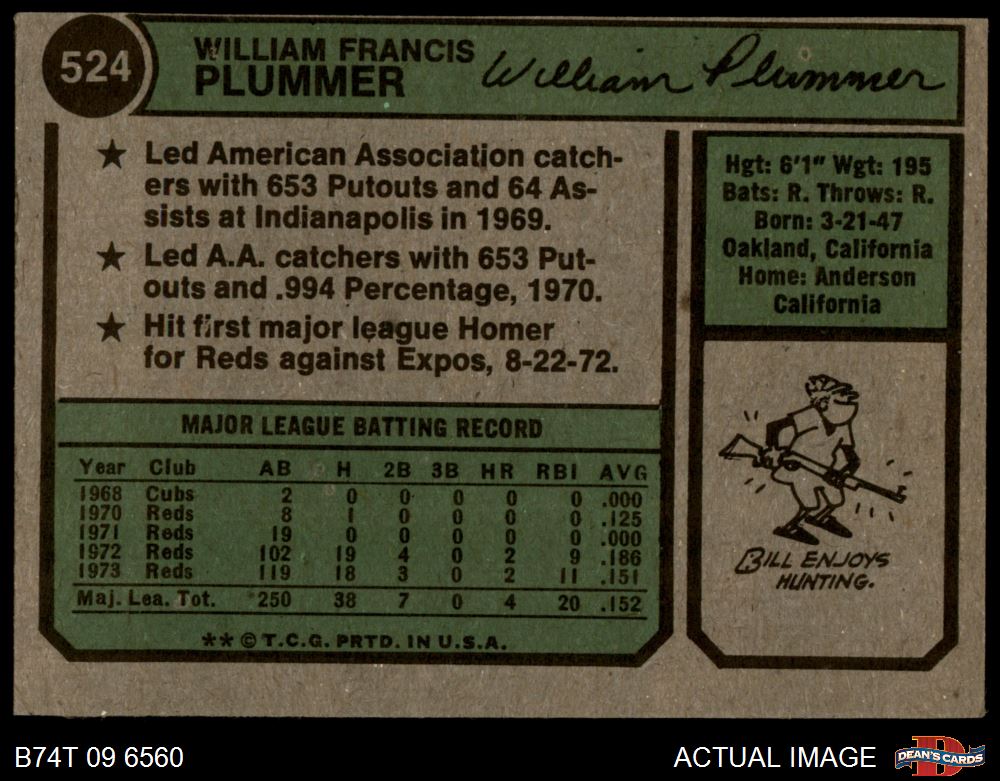 524
WILLIAM FRANCIS
PLUMMER
William Plummer
★ Led American Association catch-
ers with 653 Putouts and 64 As-
sists at Indianapolis in 1969.
★ Led A.A. catchers with 653 Put-
outs and .994 Percentage, 1970.
★ Hit first major league Homer
for Reds against Expos, 8-22-72.
Hgt: 6'1" Wgt: 195
Bats: R. Throws: R.
Born: 3-21-47
Oakland, California
Home: Anderson
California
MAJOR LEAGUE BATTING RECORD
Year Club AB H 2B 3B HR RBI AVG
1968 Cubs 2 0 0 0 0 0 .000
1970 Reds 8 1 0 0 0 0 .125
1971 Reds 19 0 0 0 0 0 .000
1972 Reds 102 19 4 0 2 9 .186
1973 Reds 119 18 3 0 2 11 .151
Maj. Lea. Tot. 250 38 7 0 4 20 .152
** © T.C.G. PRTD. IN U.S.A.
BILL ENJOYS
HUNTING.
B74T 09 6560
ACTUAL IMAGE
DEAN'S CARDS